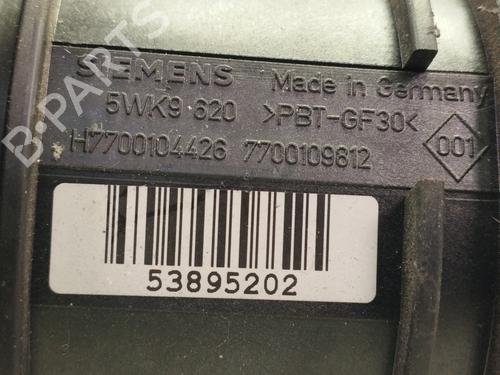 SIEMENS Made in Germany
5WK9 620 >PBT-GF30<
H7700104426 7700109812 001
53895202
B-PARTS